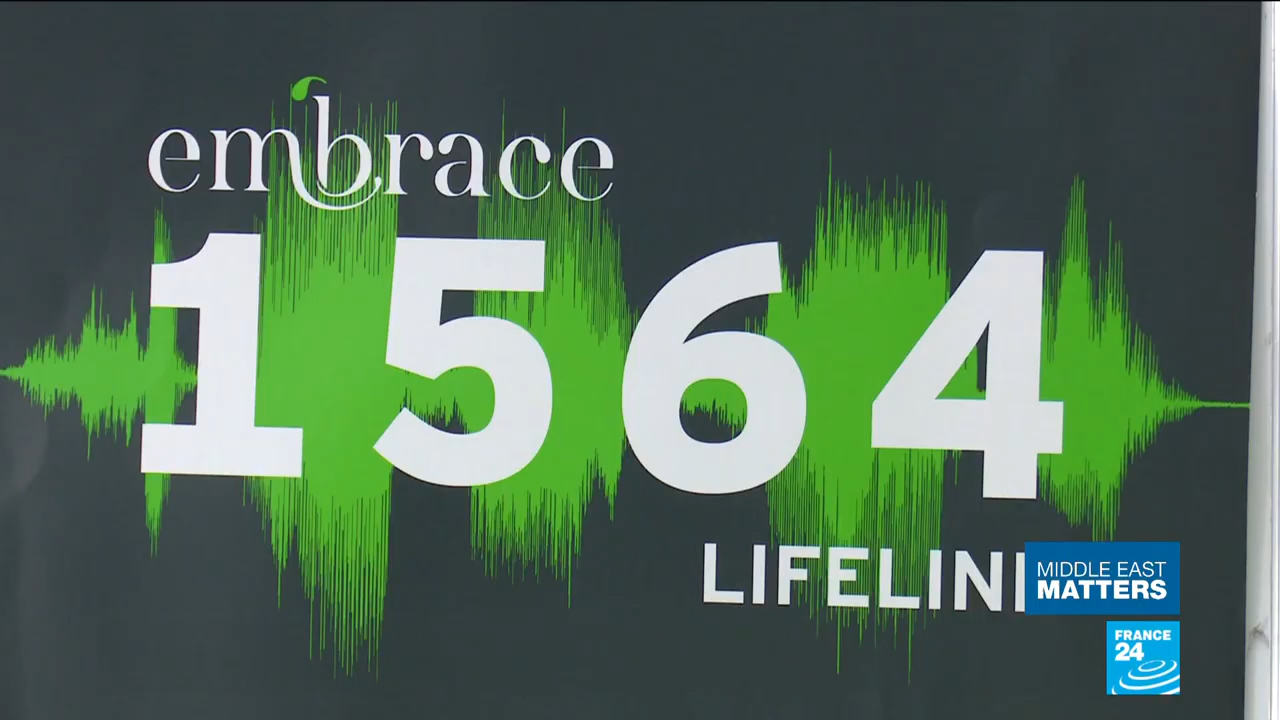 embrace
1564
LIFELIN
MIDDLE EAST
MATTERS
FRANCE
24